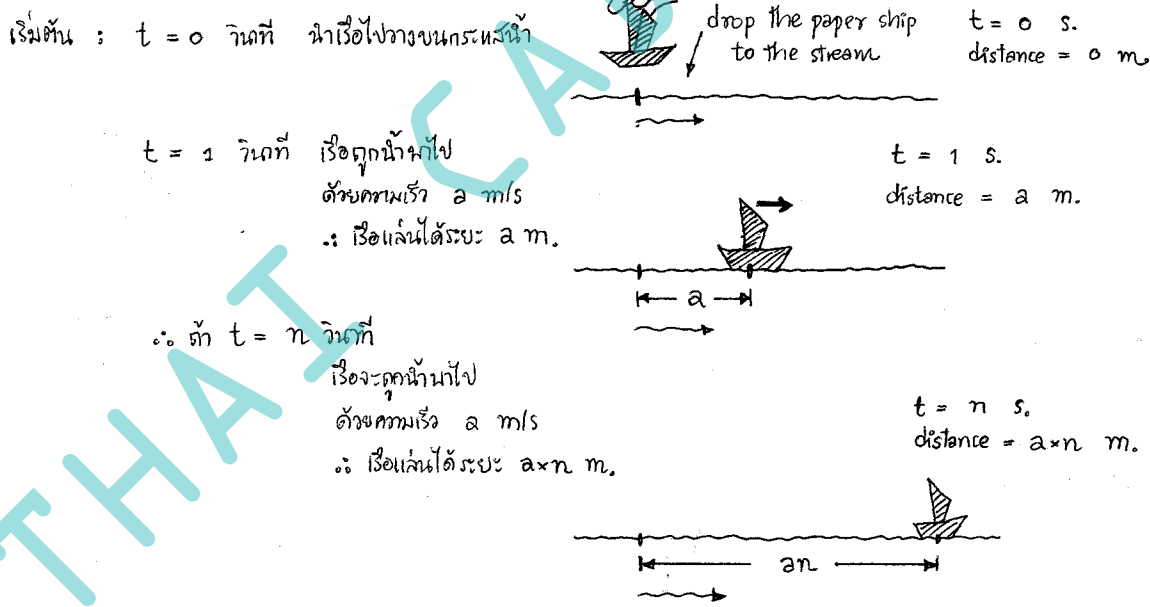 เริ่มต้น : t = 0 วินาที นำเรือไปวางบนกระแสน้ำ
drop the paper ship
to the stream
t = 0 s.
distance = 0 m.
t = 1 วินาที เรือถูกน้ำพาไป
ด้วยความเร็ว a m/s
∴ เรือแล่นได้ระยะ a m.
t = 1 s.
distance = a m.
a
∴ ถ้า t = n วินาที
เรือจะถูกน้ำพาไป
ด้วยความเร็ว a m/s
∴ เรือแล่นได้ระยะ a×n m.
t = n s.
distance = a×n m.
an
THAI CA